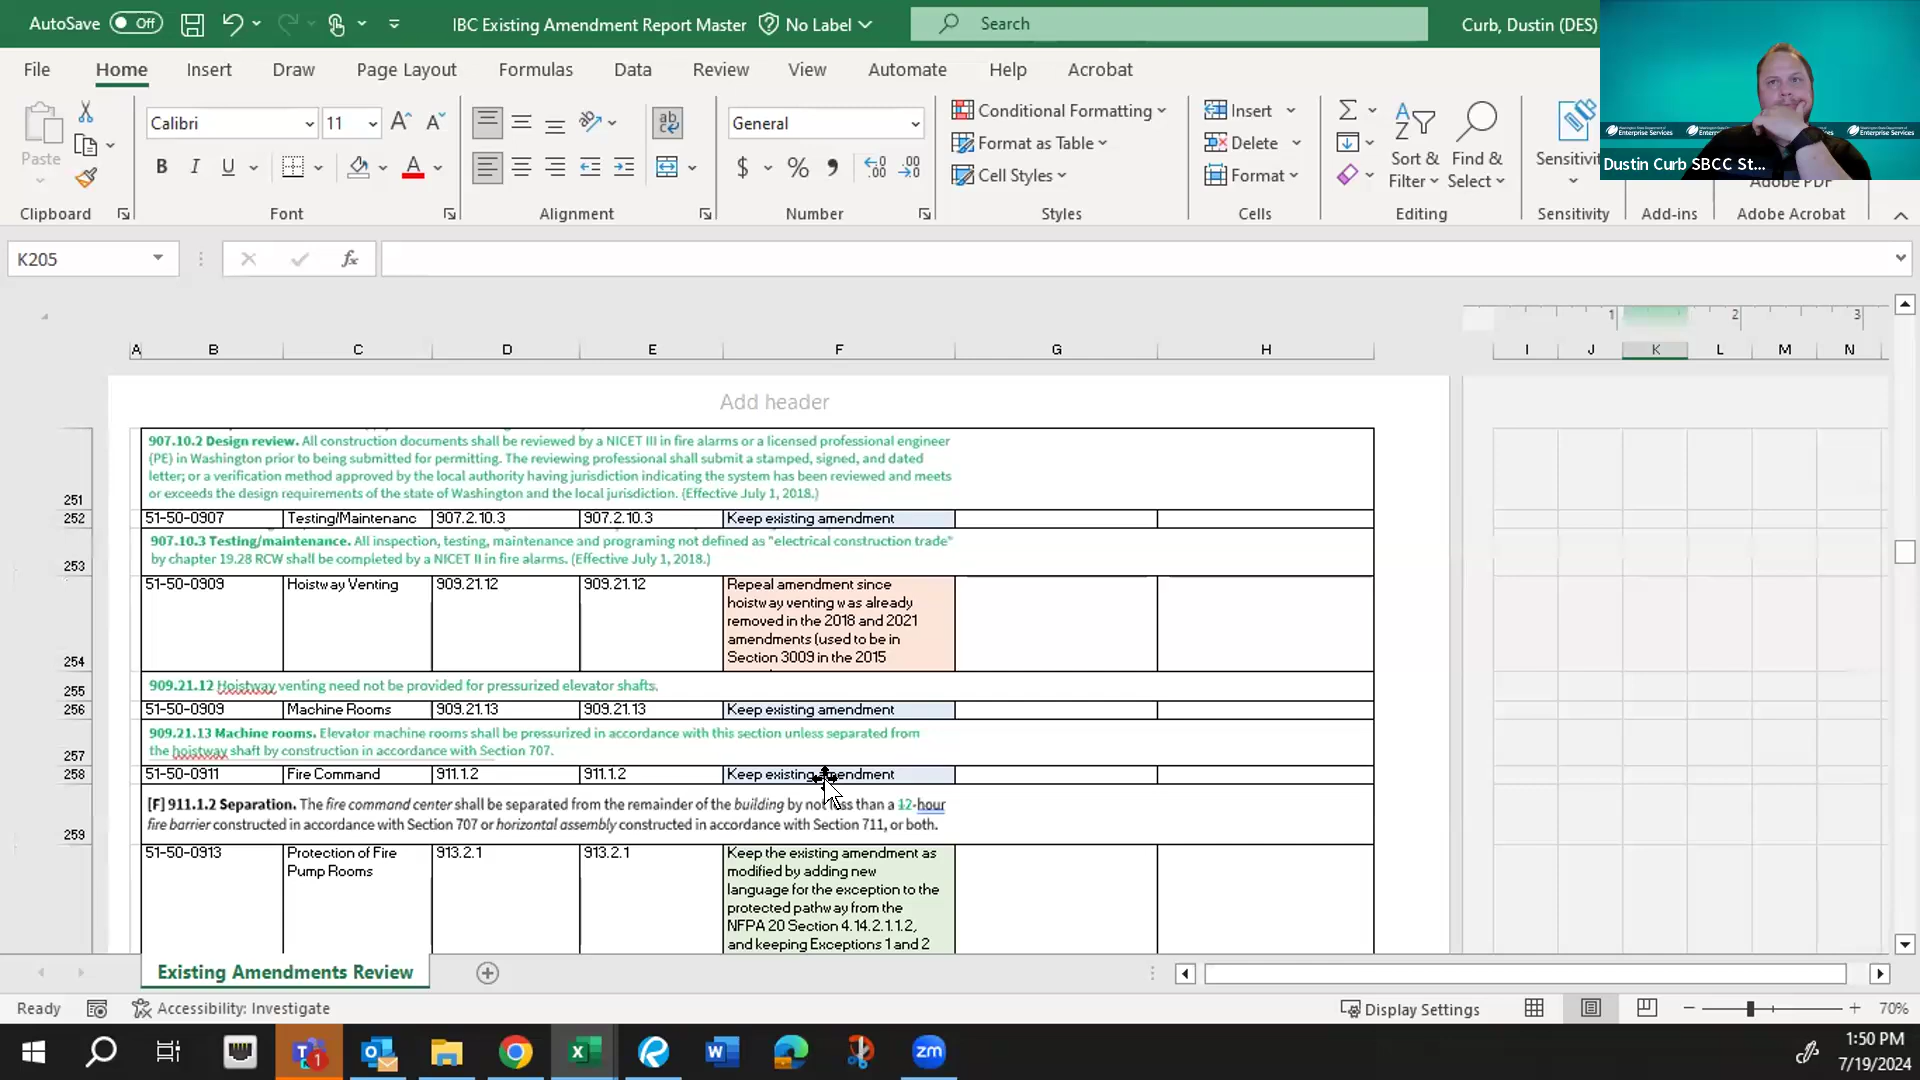 AutoSave Off IBC Existing Amendment Report Master No Label Search Curb, Dustin (DES)
File Home Insert Draw Page Layout Formulas Data Review View Automate Help Acrobat
Paste
Calibri 11 A A
ab
General
Conditional Formatting
Insert
Sort & Filter
Find & Select
Sensitivity
B I U A
$ % ,
Format as Table
Delete
Cell Styles
Format
Adobe PDF
Clipboard Font Alignment Number Styles Cells Editing Sensitivity Add-ins Adobe Acrobat
Enterprise Services
Enterprise Services
Dustin Curb SBCC St...
K205 fx
1 2 3
A B C D E F G H I J K L M N
Add header
907.10.2 Design review. All construction documents shall be reviewed by a NICET III in fire alarms or a licensed professional engineer
(PE) in Washington prior to being submitted for permitting. The reviewing professional shall submit a stamped, signed, and dated
letter; or a verification method approved by the local authority having jurisdiction indicating the system has been reviewed and meets
251 or exceeds the design requirements of the state of Washington and the local jurisdiction. (Effective July 1, 2018.)
252 51-50-0907 Testing/Maintenanc 907.2.10.3 907.2.10.3 Keep existing amendment
907.10.3 Testing/maintenance. All inspection, testing, maintenance and programing not defined as "electrical construction trade"
253 by chapter 19.28 RCW shall be completed by a NICET II in fire alarms. (Effective July 1, 2018.)
51-50-0909 Hoistway Venting 909.21.12 909.21.12 Repeal amendment since
hoistway venting was already
removed in the 2018 and 2021
amendments (used to be in
254 Section 3009 in the 2015
255 909.21.12 Hoistway venting need not be provided for pressurized elevator shafts.
256 51-50-0909 Machine Rooms 909.21.13 909.21.13 Keep existing amendment
909.21.13 Machine rooms. Elevator machine rooms shall be pressurized in accordance with this section unless separated from
257 the hoistway shaft by construction in accordance with Section 707.
258 51-50-0911 Fire Command 911.1.2 911.1.2 Keep existing amendment
[F] 911.1.2 Separation. The fire command center shall be separated from the remainder of the building by not less than a 12-hour
259 fire barrier constructed in accordance with Section 707 or horizontal assembly constructed in accordance with Section 711, or both.
51-50-0913 Protection of Fire 913.2.1 913.2.1 Keep the existing amendment as
Pump Rooms modified by adding new
language for the exception to the
protected pathway from the
NFPA 20 Section 4.14.2.1.1.2,
and keeping Exceptions 1 and 2
Existing Amendments Review
Ready Accessibility: Investigate Display Settings 70%
1 W zm
1:50 PM
7/19/2024